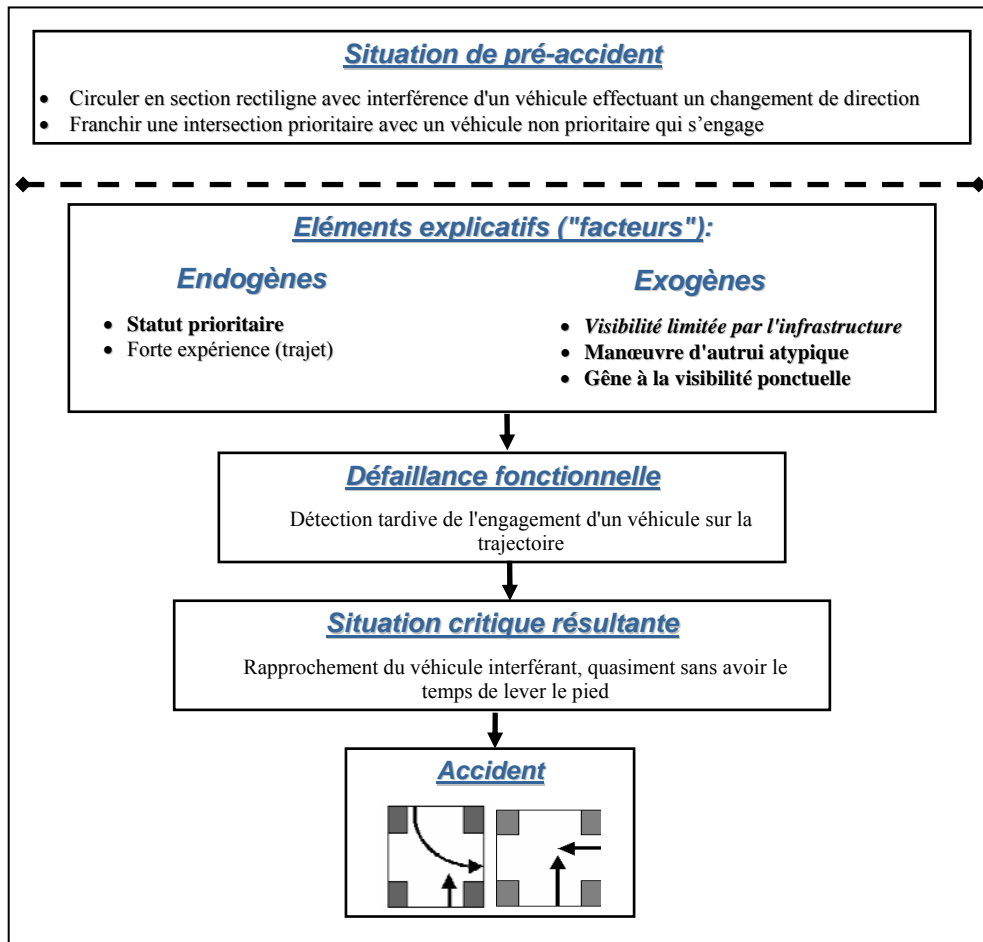 Situation de pré-accident
• Circuler en section rectiligne avec interférence d'un véhicule effectuant un changement de direction
• Franchir une intersection prioritaire avec un véhicule non prioritaire qui s’engage
Eléments explicatifs ("facteurs"):
Endogènes
• Statut prioritaire
• Forte expérience (trajet)
Exogènes
• Visibilité limitée par l'infrastructure
• Manœuvre d'autrui atypique
• Gêne à la visibilité ponctuelle
Défaillance fonctionnelle
Détection tardive de l'engagement d'un véhicule sur la
trajectoire
Situation critique résultante
Rapprochement du véhicule interférant, quasiment sans avoir le
temps de lever le pied
Accident